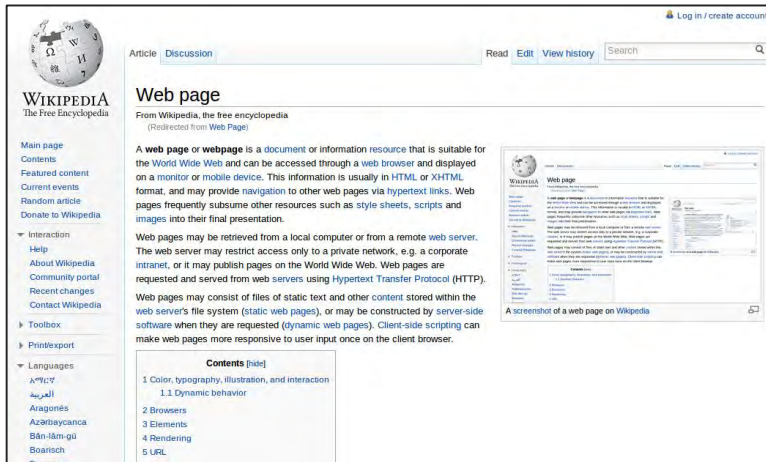 Log in / create account
Article Discussion
Read Edit View history
Search
WIKIPEDIA
The Free Encyclopedia
Main page
Contents
Featured content
Current events
Random article
Donate to Wikipedia
Interaction
Help
About Wikipedia
Community portal
Recent changes
Contact Wikipedia
Toolbox
Print/export
Languages
አማርኛ
العربية
Aragonés
Azərbaycanca
Bân-lâm-gú
Boarisch
Web page
From Wikipedia, the free encyclopedia
(Redirected from Web Page)
A web page or webpage is a document or information resource that is suitable for
the World Wide Web and can be accessed through a web browser and displayed
on a monitor or mobile device. This information is usually in HTML or XHTML
format, and may provide navigation to other web pages via hypertext links. Web
pages frequently subsume other resources such as style sheets, scripts and
images into their final presentation.
Web pages may be retrieved from a local computer or from a remote web server.
The web server may restrict access only to a private network, e.g. a corporate
intranet, or it may publish pages on the World Wide Web. Web pages are
requested and served from web servers using Hypertext Transfer Protocol (HTTP).
Web pages may consist of files of static text and other content stored within the
web server's file system (static web pages), or may be constructed by server-side
software when they are requested (dynamic web pages). Client-side scripting can
make web pages more responsive to user input once on the client browser.
Contents [hide]
1 Color, typography, illustration, and interaction
1.1 Dynamic behavior
2 Browsers
3 Elements
4 Rendering
5 URL
A screenshot of a web page on Wikipedia